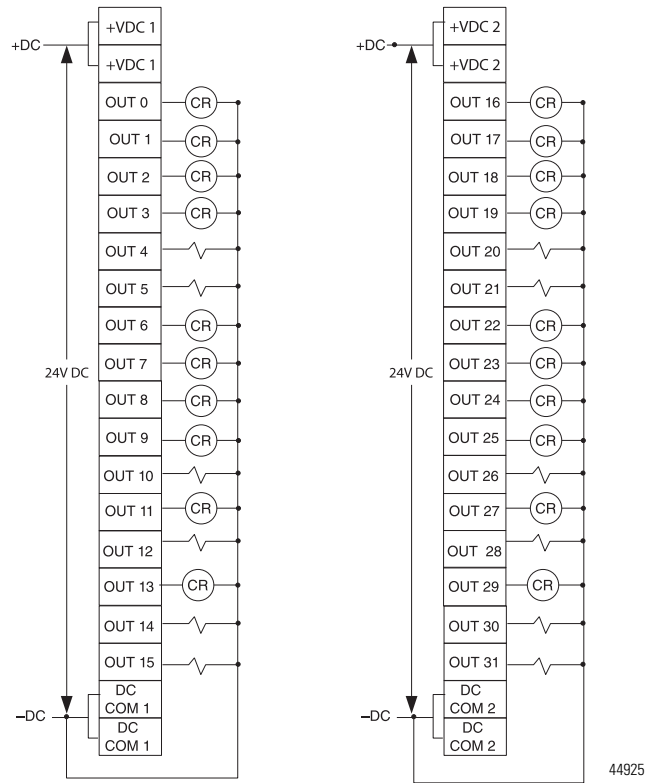 +DC
+VDC 1
+VDC 1
OUT 0 CR
OUT 1 CR
OUT 2 CR
OUT 3 CR
OUT 4
OUT 5
OUT 6 CR
OUT 7 CR
24V DC
OUT 8 CR
OUT 9 CR
OUT 10
OUT 11 CR
OUT 12
OUT 13 CR
OUT 14
OUT 15
DC
COM 1
–DC
DC
COM 1
+DC
+VDC 2
+VDC 2
OUT 16 CR
OUT 17 CR
OUT 18 CR
OUT 19 CR
OUT 20
OUT 21
OUT 22 CR
OUT 23 CR
24V DC
OUT 24 CR
OUT 25 CR
OUT 26
OUT 27 CR
OUT 28
OUT 29 CR
OUT 30
OUT 31
DC
COM 2
–DC
DC
COM 2
44925